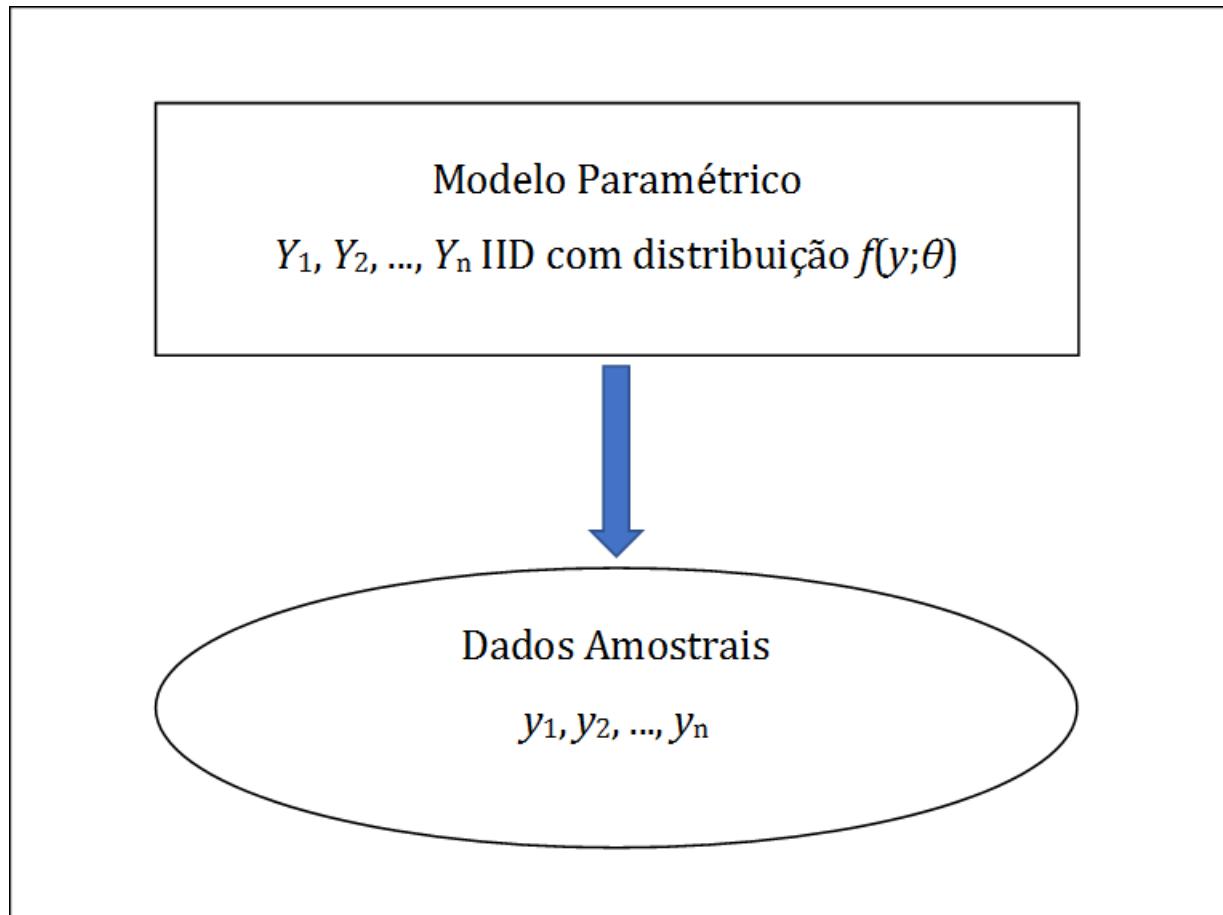 Modelo Paramétrico
Y₁, Y₂, ..., Yₙ IID com distribuição f(y;θ)
Dados Amostrais
y₁, y₂, ..., yₙ